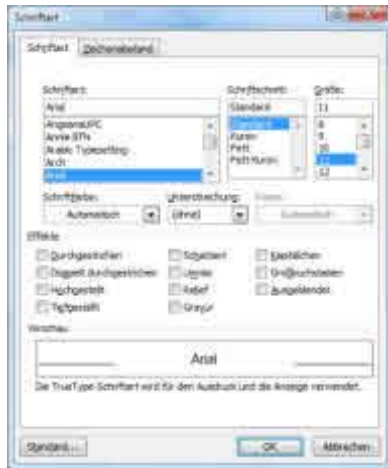 Schriftart
Schriftart Zeichenabstand
Schriftart: Schriftschnitt: Größe:
Arial Standard 11
AngsanaUPC Standard 8
Annie BTN Kursiv 9
Arabic Typesetting Fett 10
Arch Fett Kursiv 11
Arial 12
Schriftfarbe: Unterstreichung:
Automatisch (ohne) Automatisch
Effekte
Durchgestrichen Schattiert Kapitälchen
Doppelt durchgestrichen Umriss Großbuchstaben
Hochgestellt Relief Ausgeblendet
Tiefgestellt Gravur
Vorschau
Arial
Die TrueType-Schriftart wird für den Ausdruck und die Anzeige verwendet.
Standard... OK Abbrechen